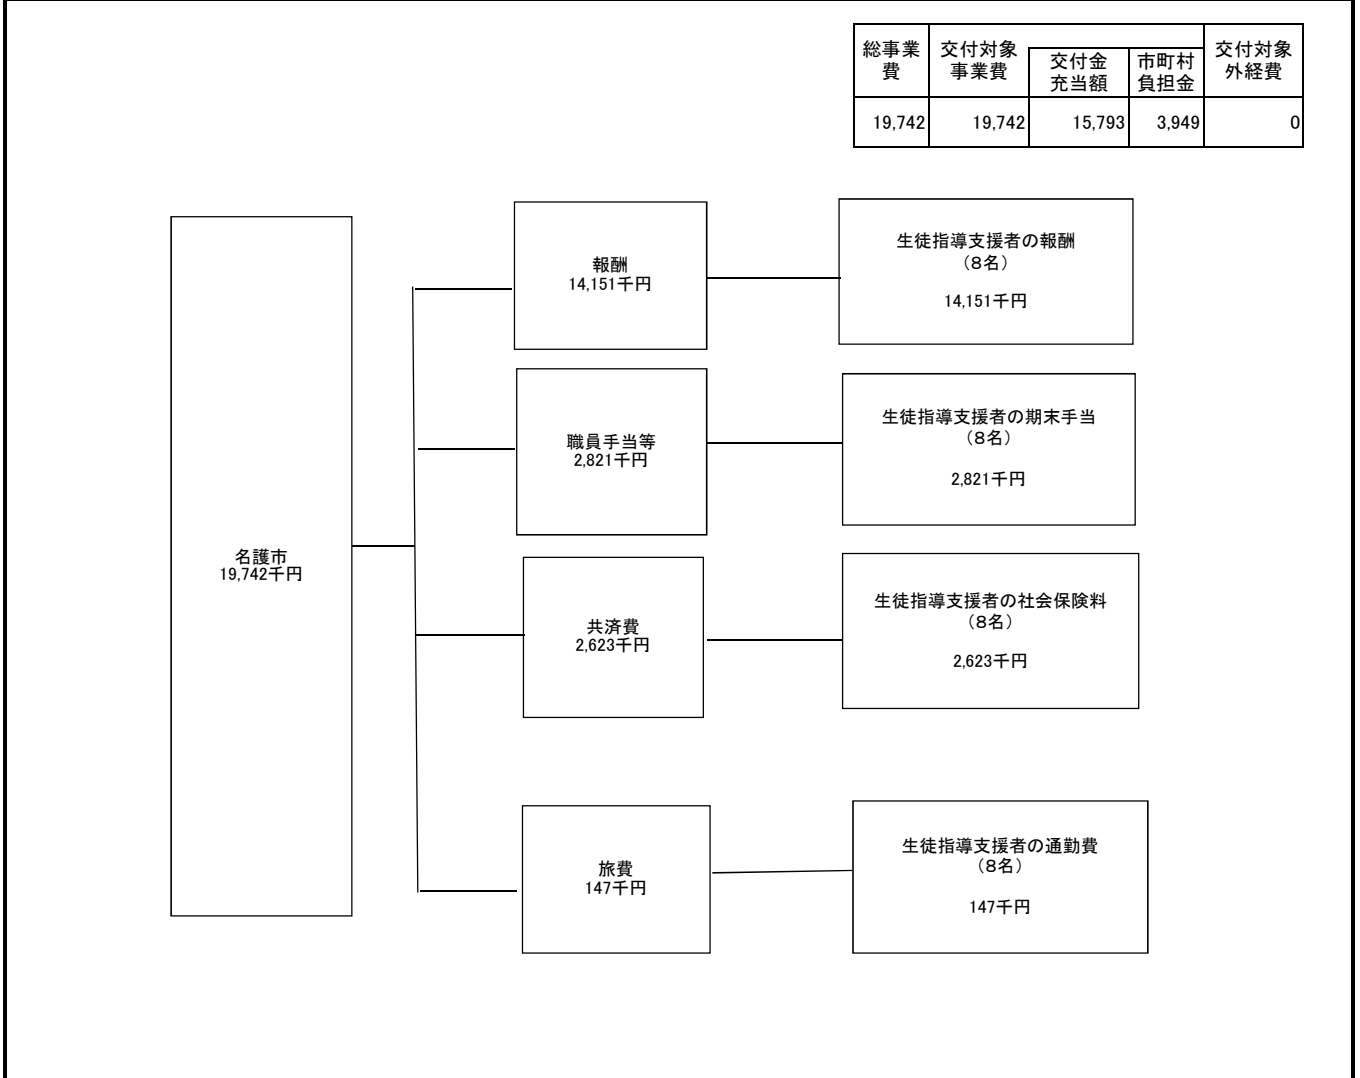 総事業費
交付対象事業費
交付金充当額
市町村負担金
交付対象外経費
19,742
19,742
15,793
3,949
0
名護市
19,742千円
報酬
14,151千円
生徒指導支援者の報酬
（8名）
14,151千円
職員手当等
2,821千円
生徒指導支援者の期末手当
（8名）
2,821千円
共済費
2,623千円
生徒指導支援者の社会保険料
（8名）
2,623千円
旅費
147千円
生徒指導支援者の通勤費
（8名）
147千円